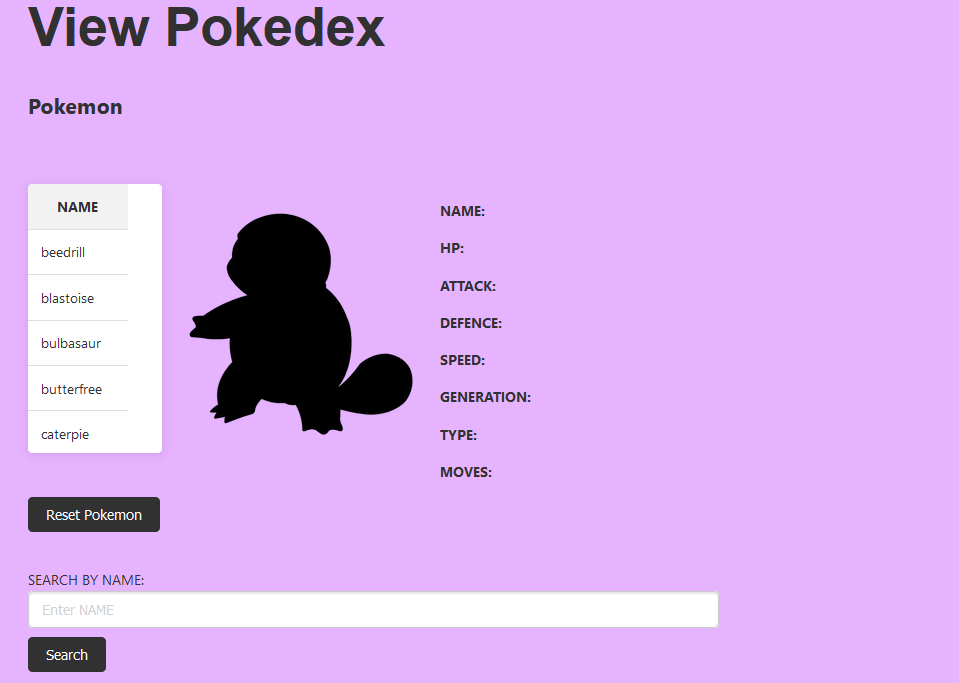 View Pokedex
Pokemon
NAME
beedrill
blastoise
bulbasaur
butterfree
caterpie
NAME:
HP:
ATTACK:
DEFENCE:
SPEED:
GENERATION:
TYPE:
MOVES:
Reset Pokemon
SEARCH BY NAME:
Enter NAME
Search